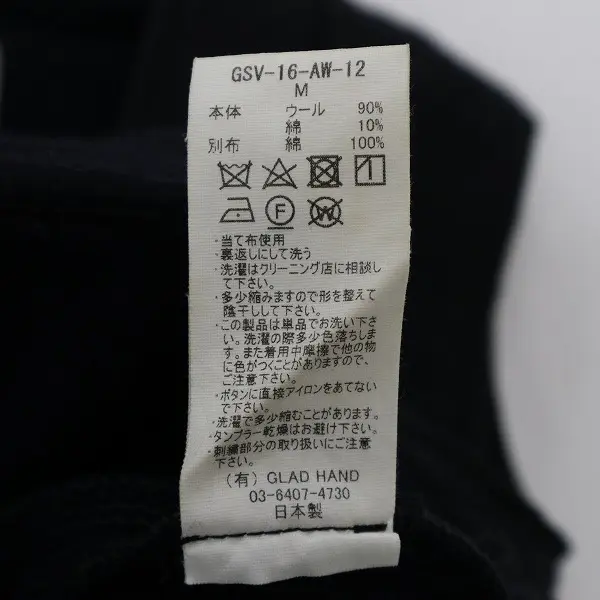 GSV-16-AW-12
M
本体 ウール 90%
綿 10%
別布 綿 100%
F W
・当て布使用
・裏返しにして洗う
・洗濯はクリーニング店に相談し
て下さい。
・多少縮みますので形を整えて
陰干しして下さい。
・この製品は単品でお洗い下さ
い。洗濯の際多少色落ちしま
す。また着用中摩擦で他の物
に色がつくことがありますので、
ご注意下さい。
・ボタンに直接アイロンをあてない
で下さい。
・洗濯で多少縮むことがあります。
・タンブラー乾燥はお避け下さい。
・刺繍部分の取り扱いにご注意
下さい。
(有) GLAD HAND
03-6407-4730
日本製